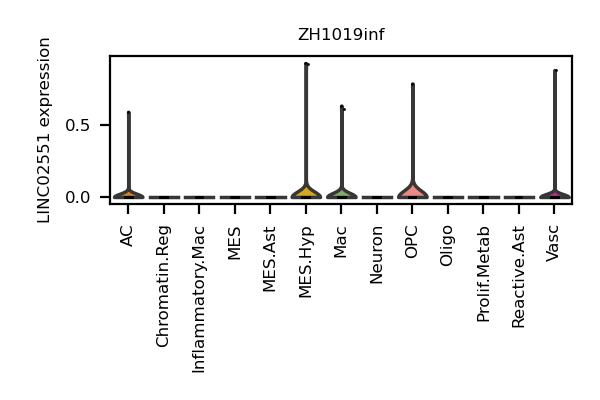 ZH1019inf
LINC02551 expression
0.5
0.0
AC
Chromatin.Reg
Inflammatory.Mac
MES
MES.Ast
MES.Hyp
Mac
Neuron
OPC
Oligo
Prolif.Metab
Reactive.Ast
Vasc